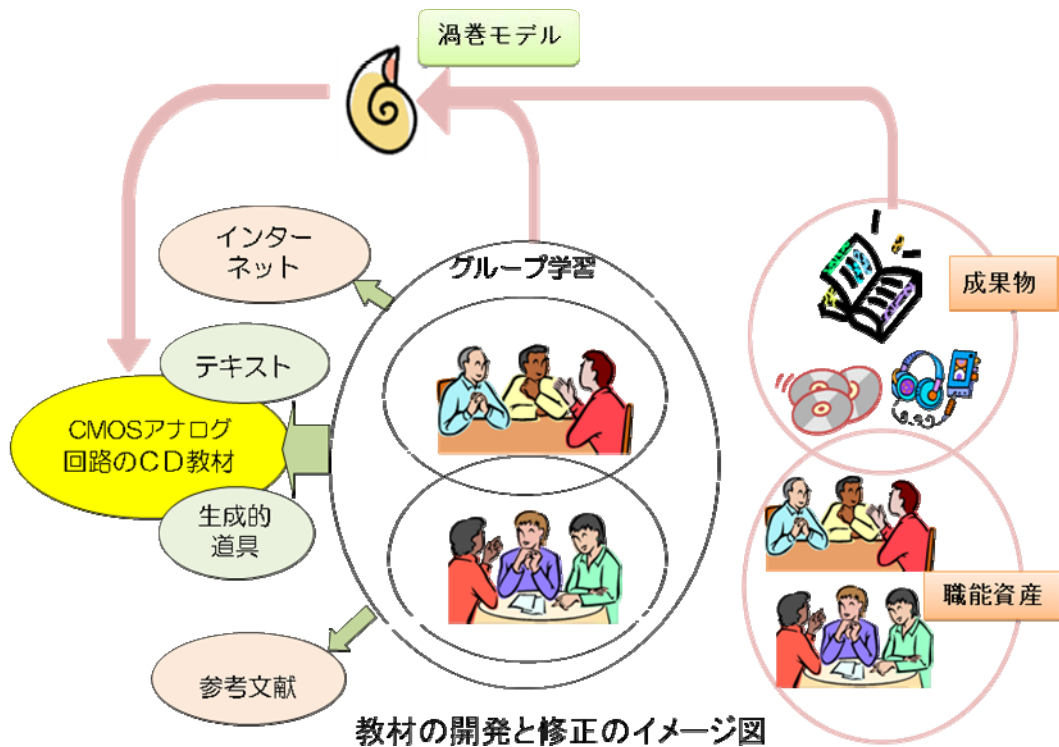 渦巻モデル
インター
ネット
グループ学習
成果物
テキスト
CMOSアナログ
回路のCD教材
生成的
道具
職能資産
参考文献
教材の開発と修正のイメージ図